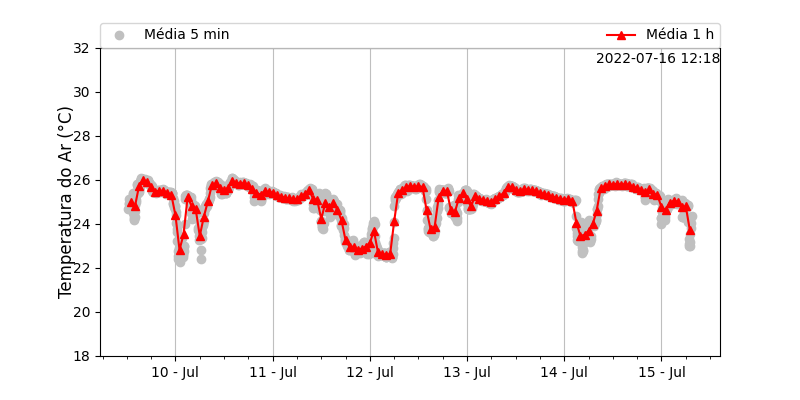 Média 5 min
Média 1 h
2022-07-16 12:18
Temperatura do Ar (°C)
32
30
28
26
24
22
20
18
10 - Jul
11 - Jul
12 - Jul
13 - Jul
14 - Jul
15 - Jul